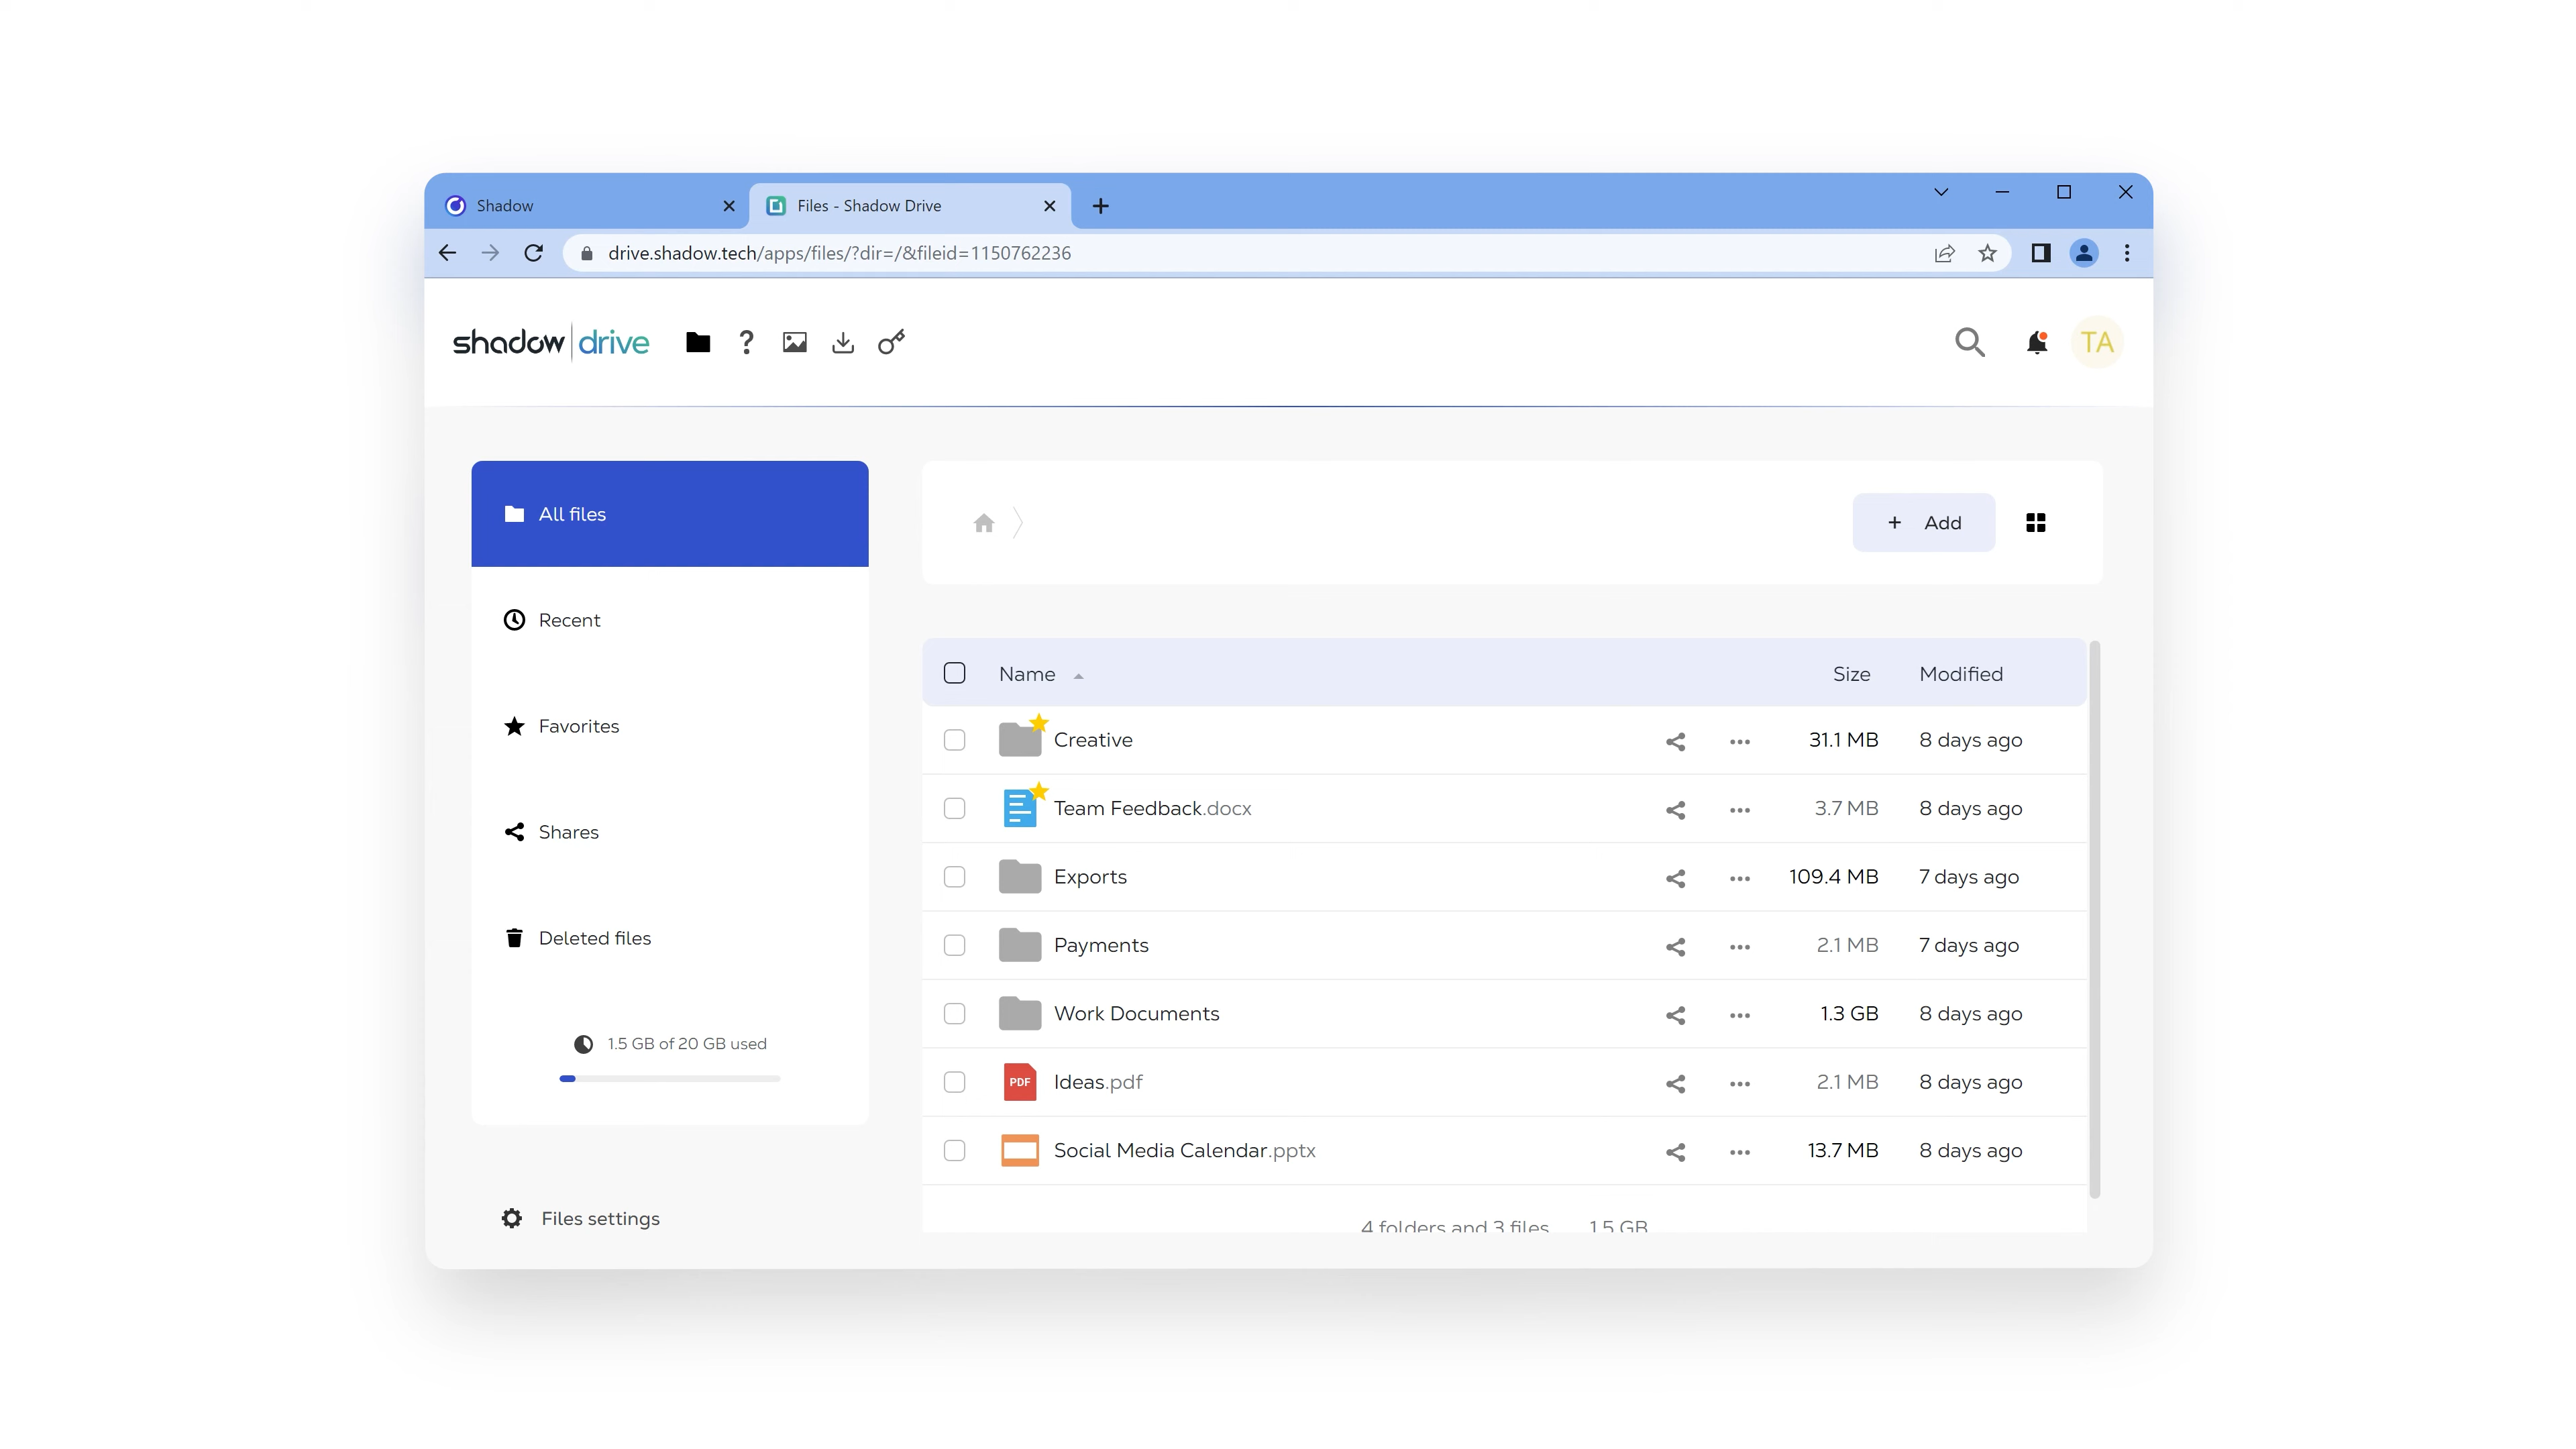 Shadow
Files - Shadow Drive
drive.shadow.tech/apps/files/?dir=/&fileid=1150762236
shadow drive
TA
All files
Recent
Favorites
Shares
Deleted files
1.5 GB of 20 GB used
Files settings
+ Add
Name Size Modified
Creative 31.1 MB 8 days ago
Team Feedback.docx 3.7 MB 8 days ago
Exports 109.4 MB 7 days ago
Payments 2.1 MB 7 days ago
Work Documents 1.3 GB 8 days ago
PDF Ideas.pdf 2.1 MB 8 days ago
Social Media Calendar.pptx 13.7 MB 8 days ago
4 folders and 3 files 1.5 GB